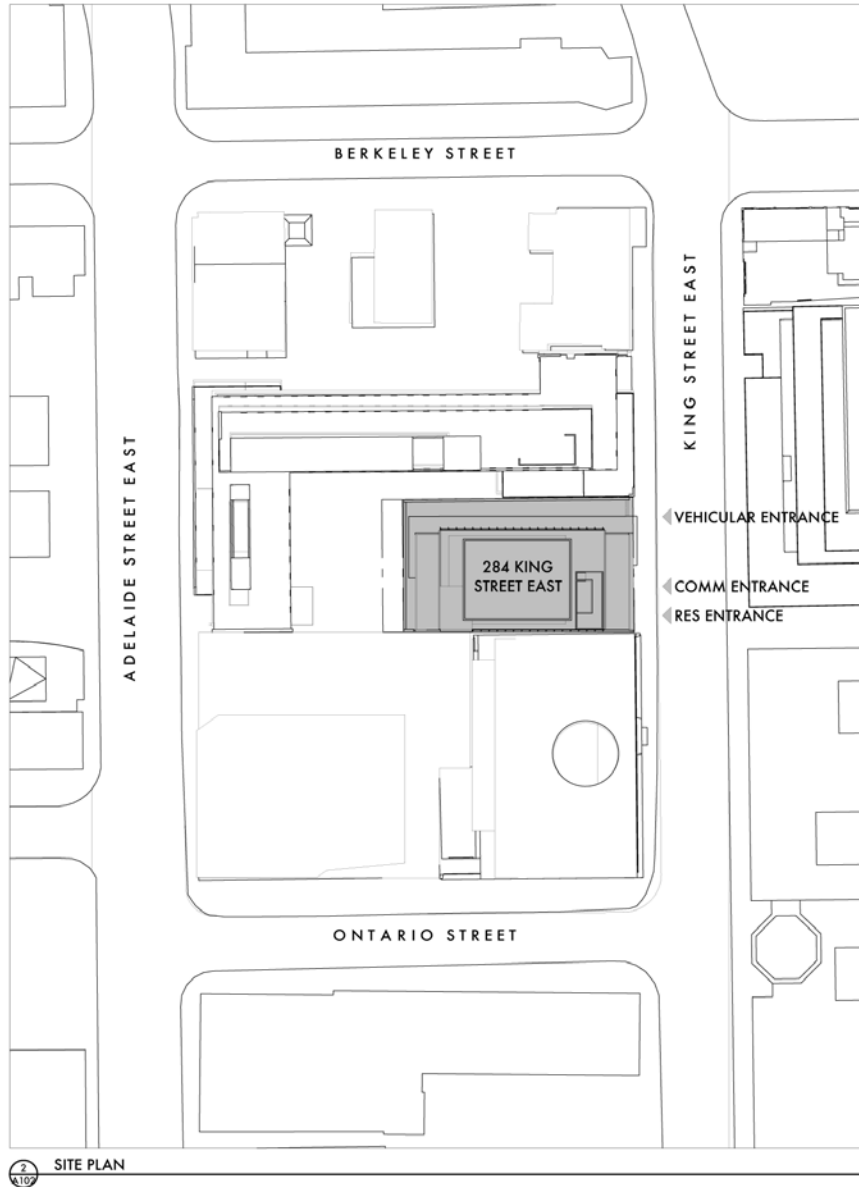 BERKELEY STREET
KING STREET EAST
ADELAIDE STREET EAST
VEHICULAR ENTRANCE
284 KING
STREET EAST
COMM ENTRANCE
RES ENTRANCE
ONTARIO STREET
2
A102
SITE PLAN